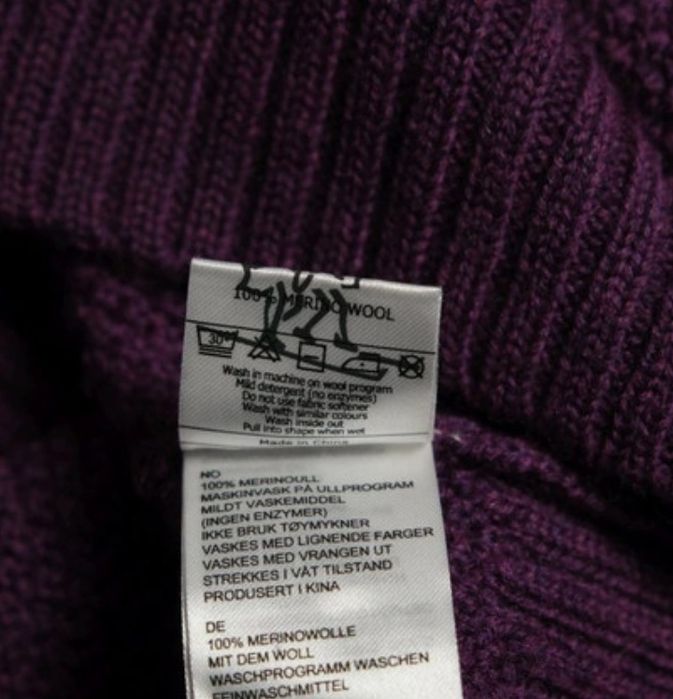 100% MERINO WOOL
30°
Wash in machine on wool program
Mild detergent (no enzymes)
Do not use fabric softener
Wash with similar colours
Wash inside out
Pull into shape when wet
Made in China
NO
100% MERINOULL
MASKINVASK PÅ ULLPROGRAM
MILDT VASKEMIDDEL
(INGEN ENZYMER)
IKKE BRUK TØYMYKNER
VASKES MED LIGNENDE FARGER
VASKES MED VRANGEN UT
STREKKES I VÅT TILSTAND
PRODUSERT I KINA
DE
100% MERINOWOLLE
MIT DEM WOLL
WASCHPROGRAMM WASCHEN
FEINWASCHMITTEL